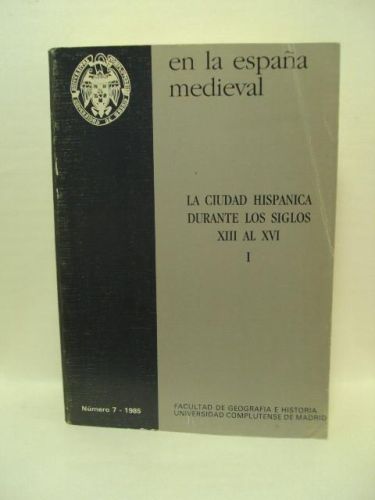 en la españa
medieval
LA CIUDAD HISPANICA
DURANTE LOS SIGLOS
XIII AL XVI
I
Número 7 - 1985
FACULTAD DE GEOGRAFIA E HISTORIA
UNIVERSIDAD COMPLUTENSE DE MADRID